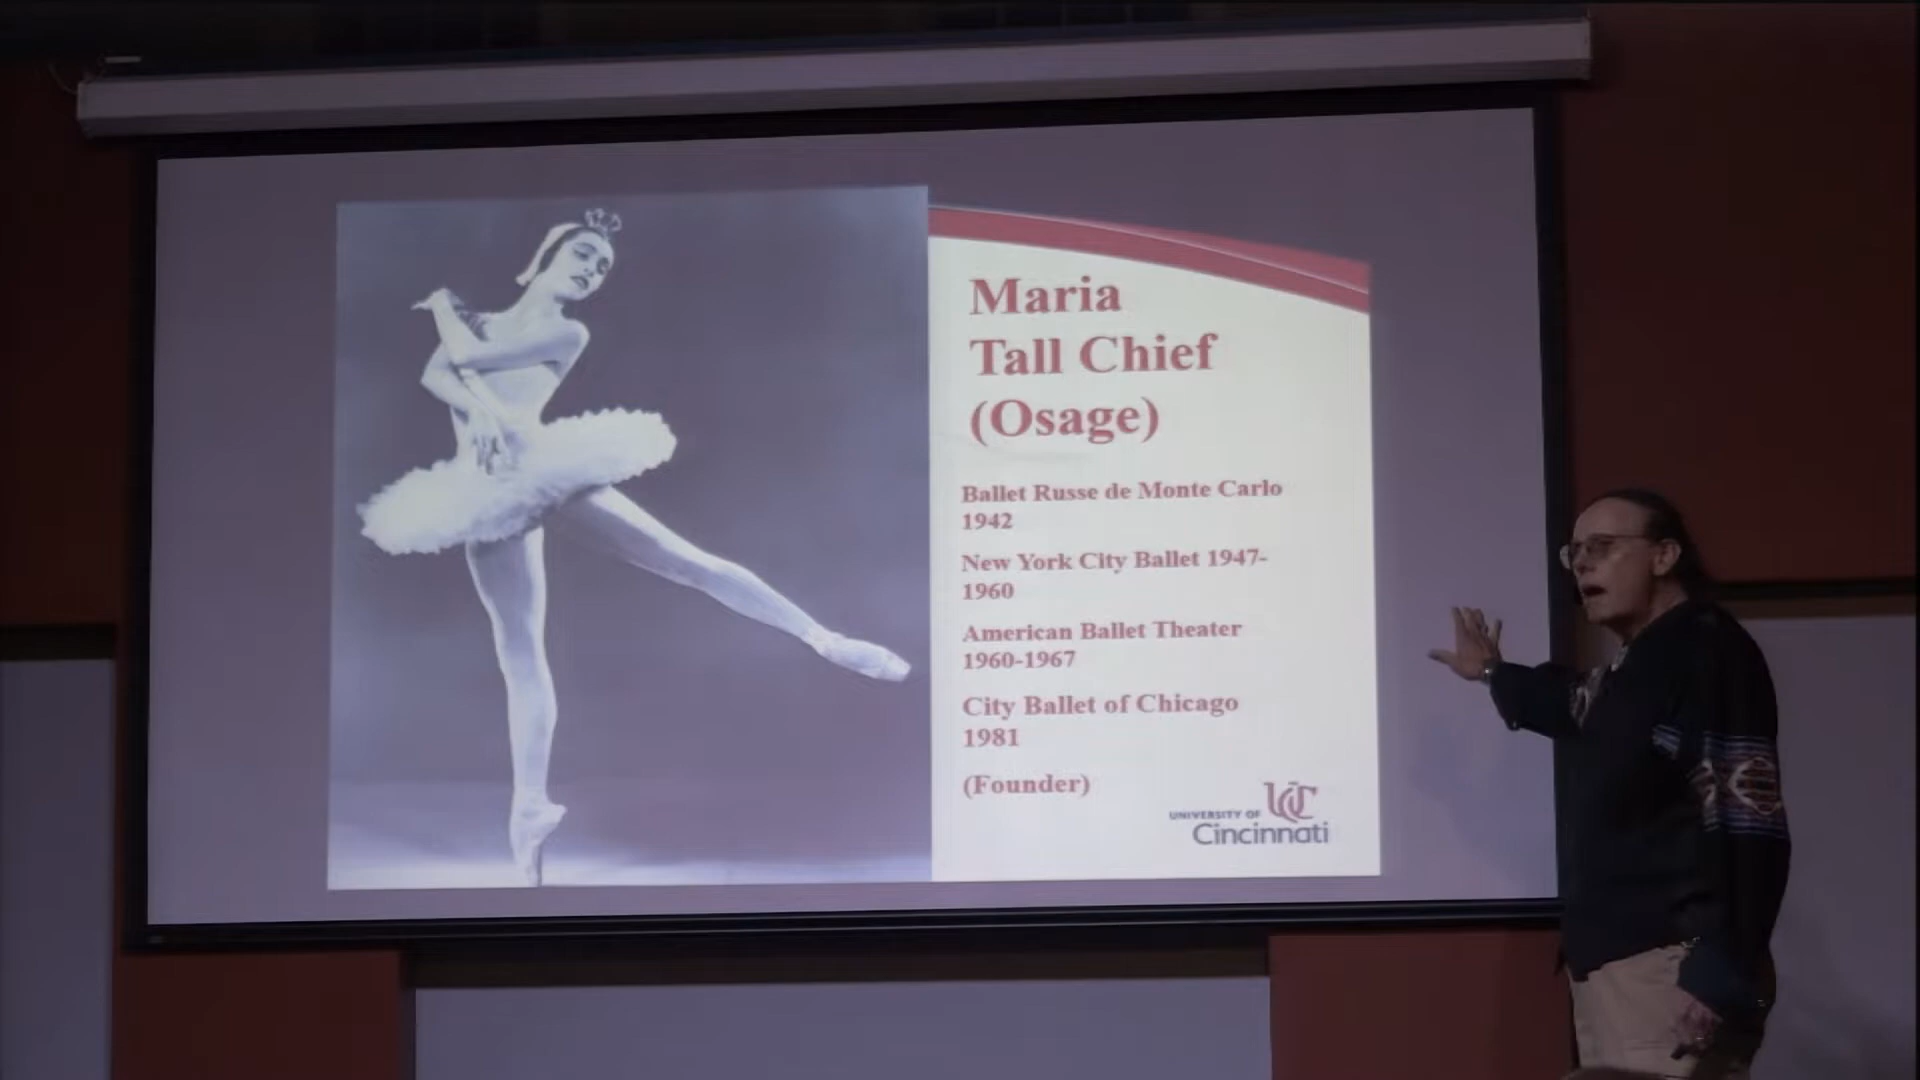 Maria
Tall Chief
(Osage)
Ballet Russe de Monte Carlo
1942
New York City Ballet 1947-
1960
American Ballet Theater
1960-1967
City Ballet of Chicago
1981
(Founder)
UC
UNIVERSITY OF
Cincinnati